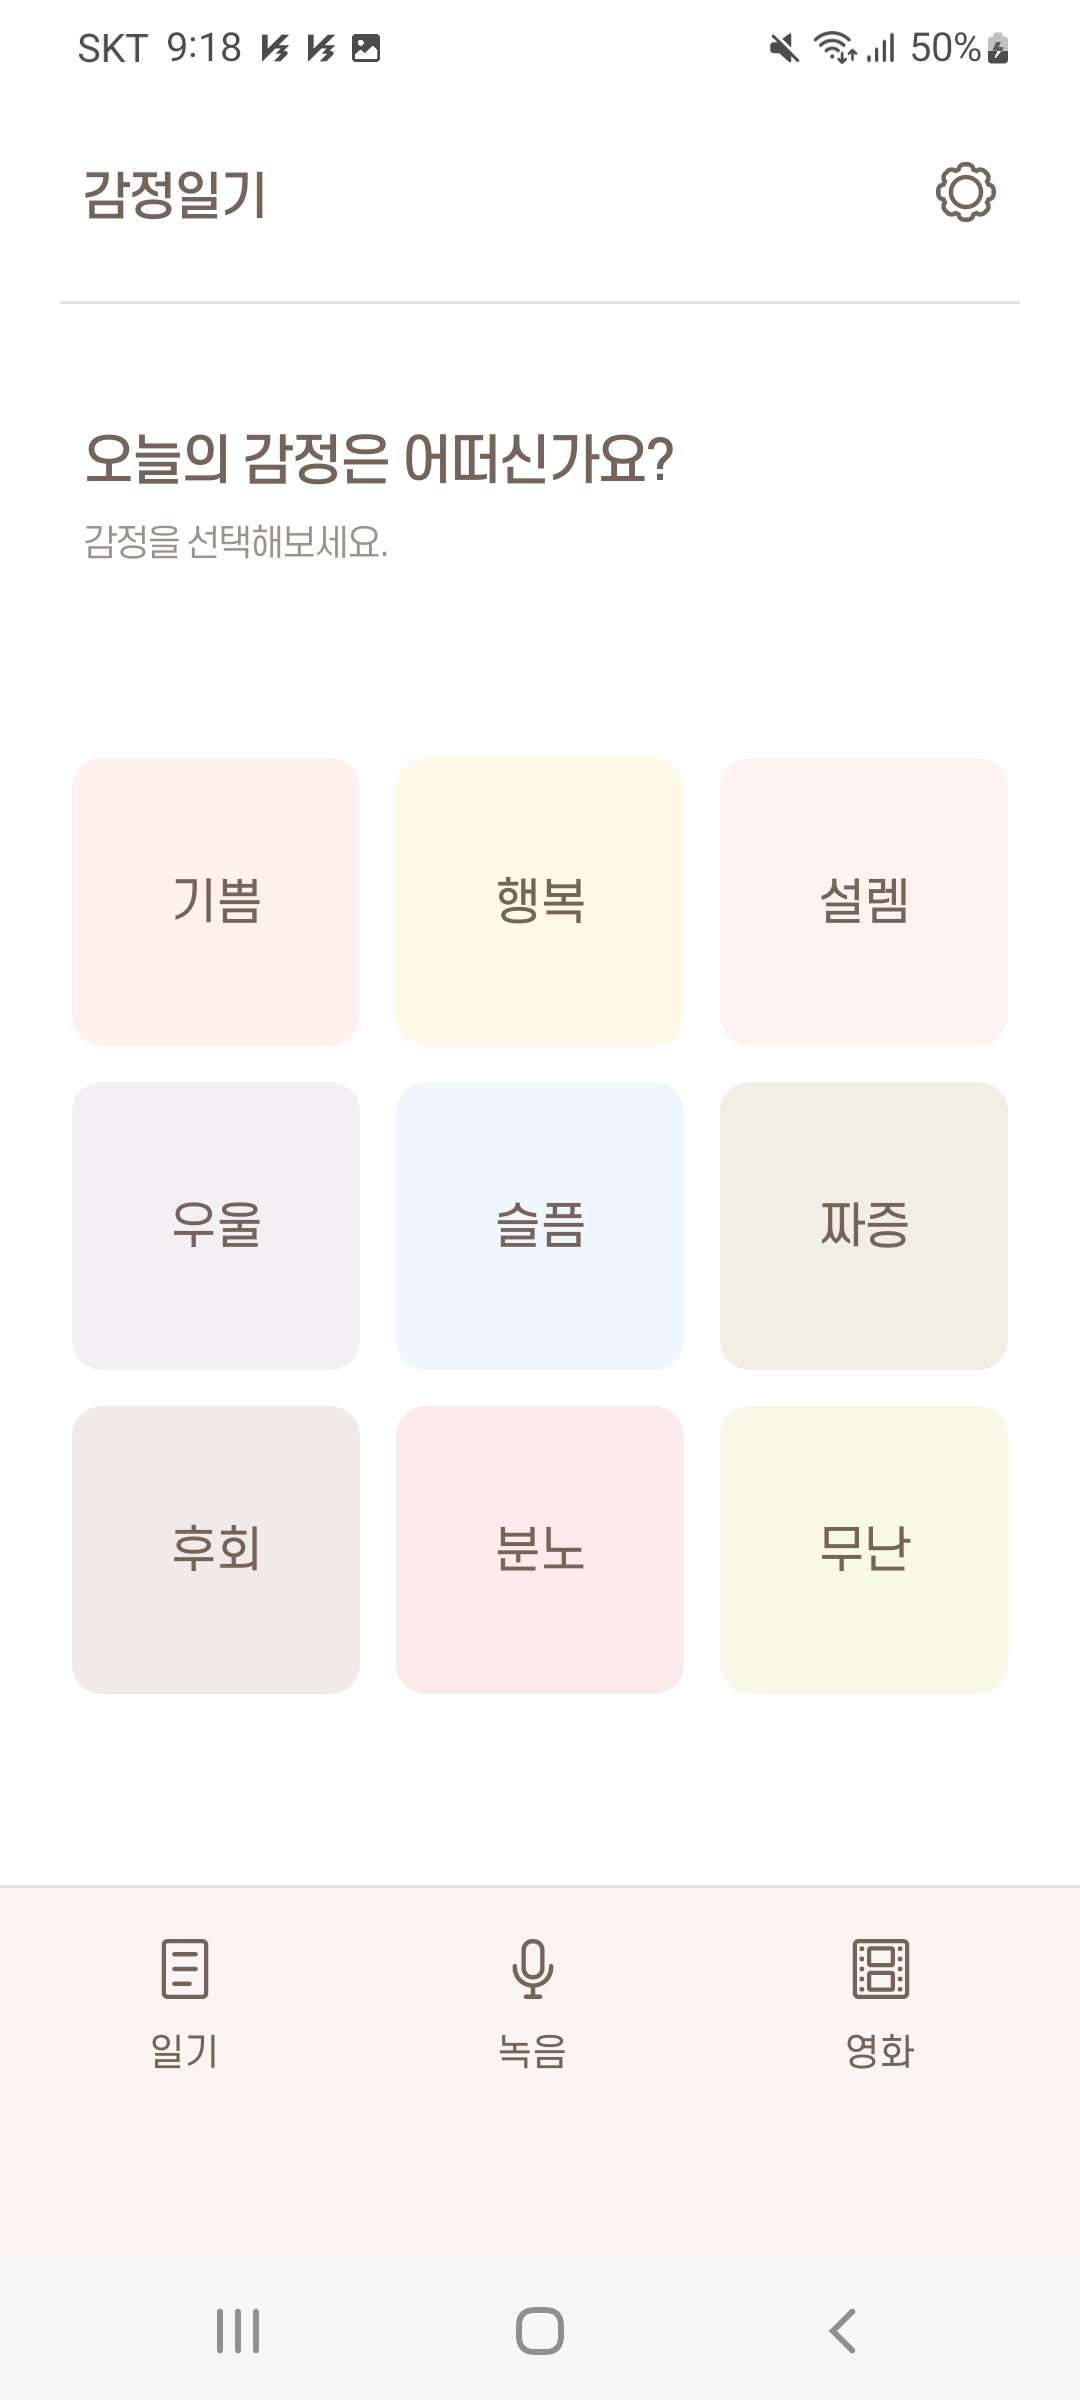 SKT 9:18 50%
감정일기
오늘의 감정은 어떠신가요?
감정을 선택해보세요.
기쁨 행복 설렘
우울 슬픔 짜증
후회 분노 무난
일기 녹음 영화